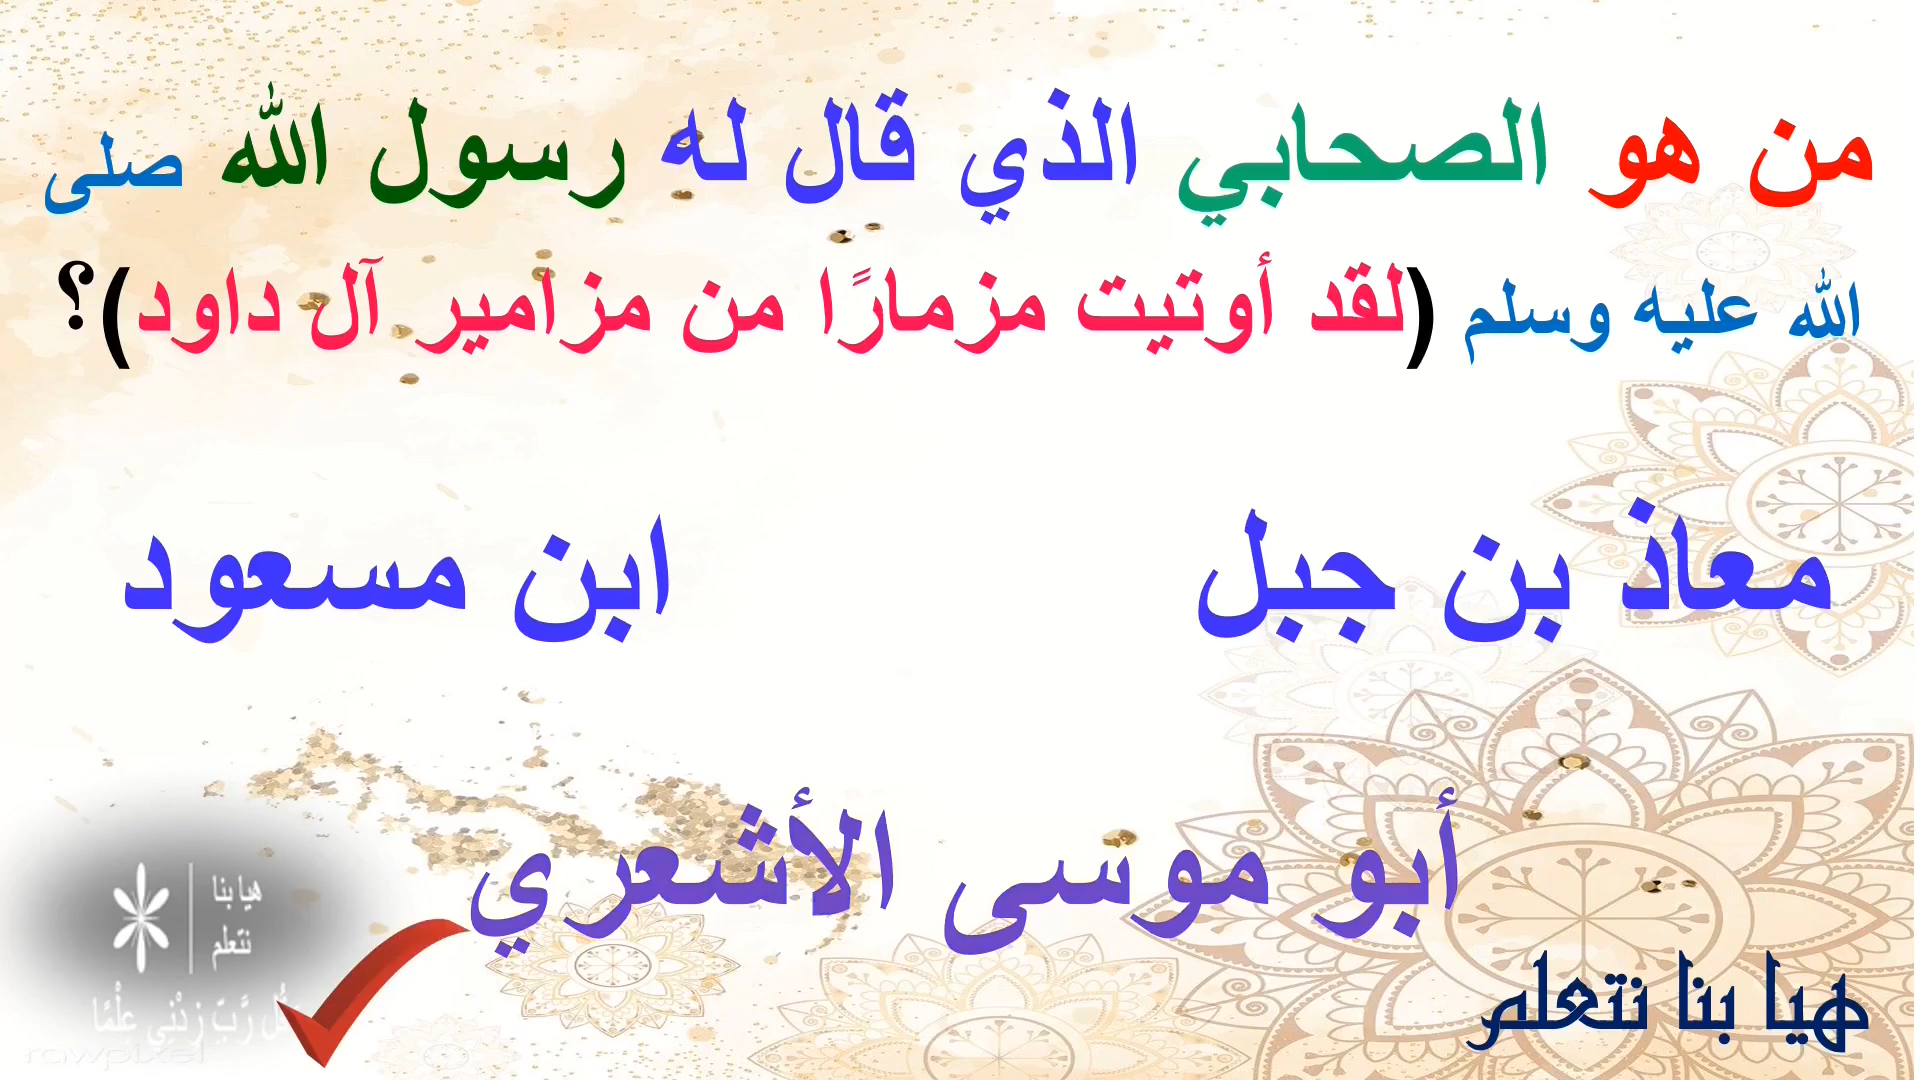 من هو الصحابي الذي قال له رسول الله صلى
الله عليه وسلم (لقد أوتيت مزمارًا من مزامير آل داود)؟
معاذ بن جبل
ابن مسعود
أبو موسى الأشعري
هيا بنا
نتعلم
رَّبِّ زِدْنِي عِلْمًا
rawpixel
هيا بنا نتعلم